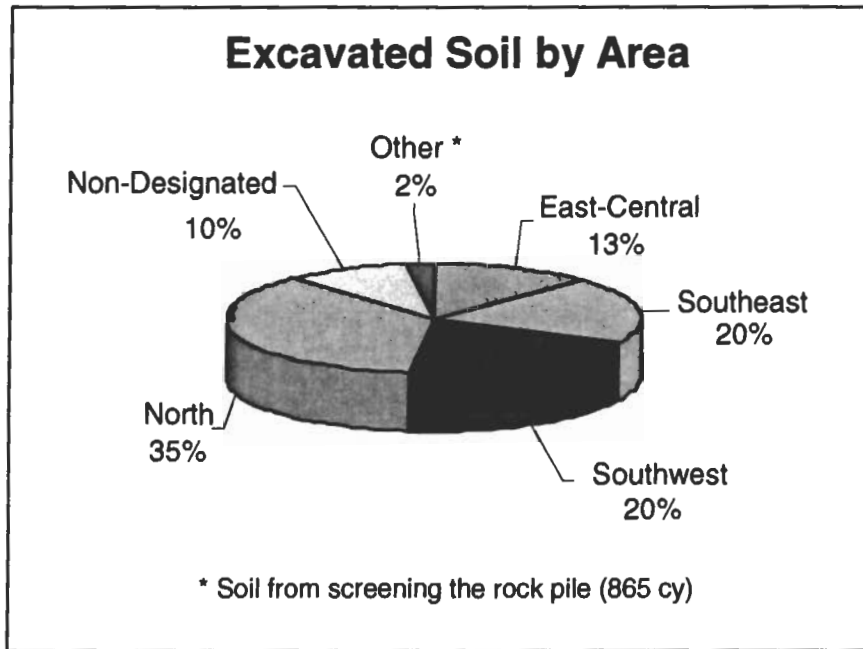 Excavated Soil by Area
Other *
2%
Non-Designated
10%
East-Central
13%
Southeast
20%
North
35%
Southwest
20%
* Soil from screening the rock pile (865 cy)